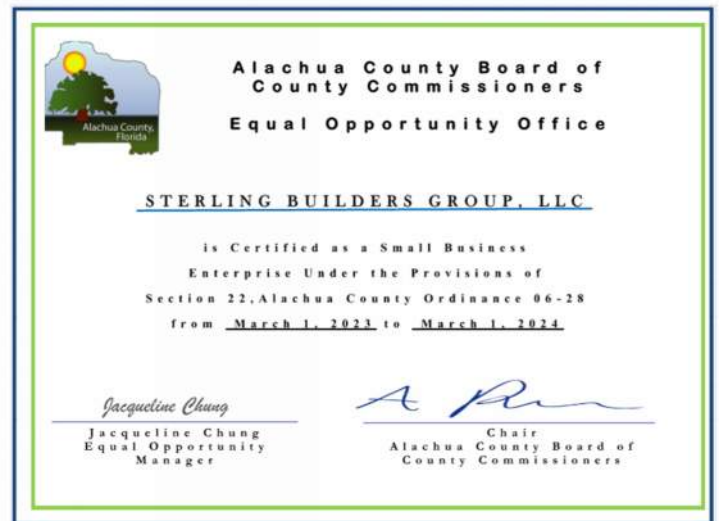 Alachua County,
Florida
Alachua County Board of
County Commissioners
Equal Opportunity Office
STERLING BUILDERS GROUP, LLC
is Certified as a Small Business
Enterprise Under the Provisions of
Section 22,Alachua County Ordinance 06-28
from March 1, 2023 to March 1, 2024
Jacqueline Chung
Jacqueline Chung
Equal Opportunity
Manager
Chair
Alachua County Board of
County Commissioners